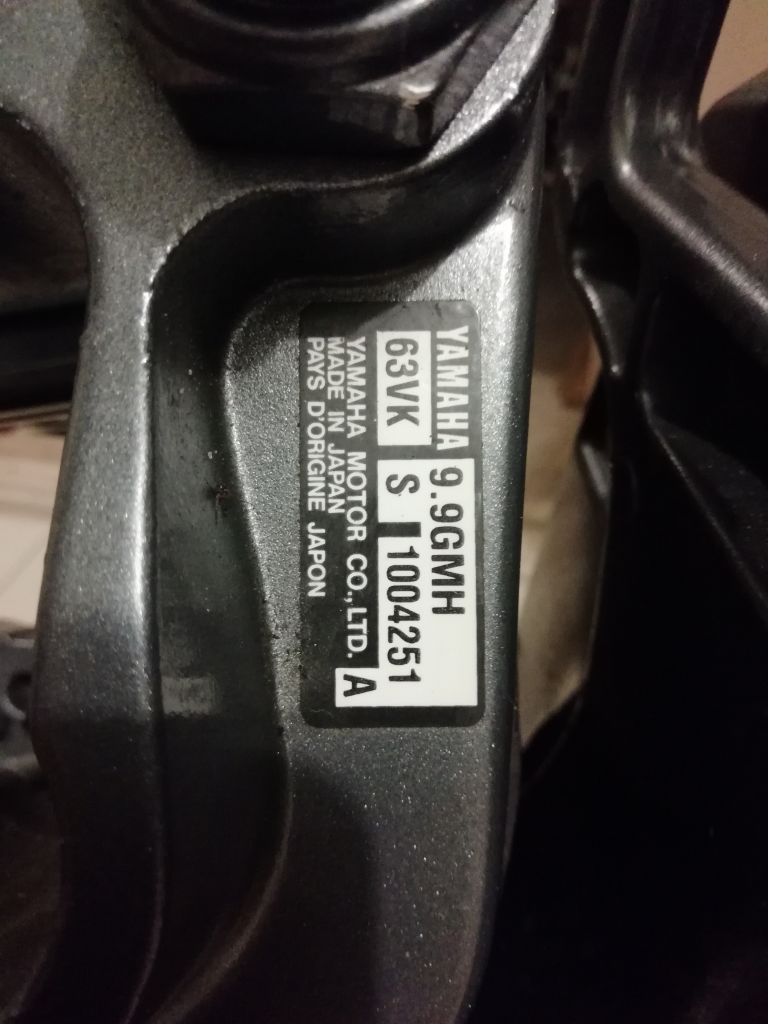 YAMAHA 9.9GMH
63VK S 1004251
YAMAHA MOTOR CO.,LTD. A
MADE IN JAPAN
PAYS D'ORIGINE JAPON